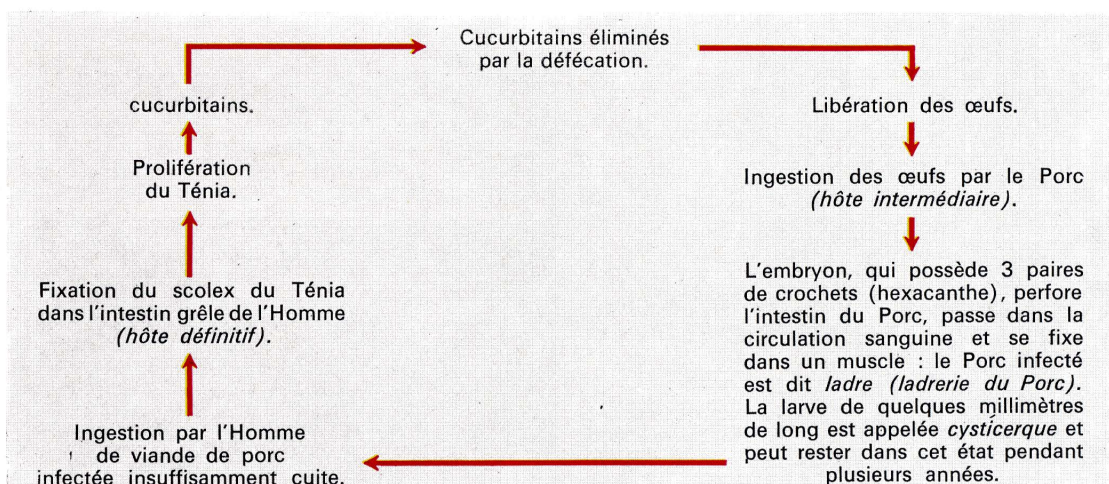 Cucurbitains éliminés
par la défécation.
Libération des œufs.
Ingestion des œufs par le Porc
(hôte intermédiaire).
L'embryon, qui possède 3 paires
de crochets (hexacanthe), perfore
l'intestin du Porc, passe dans la
circulation sanguine et se fixe
dans un muscle : le Porc infecté
est dit ladre (ladrerie du Porc).
La larve de quelques millimètres
de long est appelée cysticerque et
peut rester dans cet état pendant
plusieurs années.
Ingestion par l'Homme
de viande de porc
infectée insuffisamment cuite.
Fixation du scolex du Ténia
dans l'intestin grêle de l'Homme
(hôte définitif).
Prolifération
du Ténia.
cucurbitains.